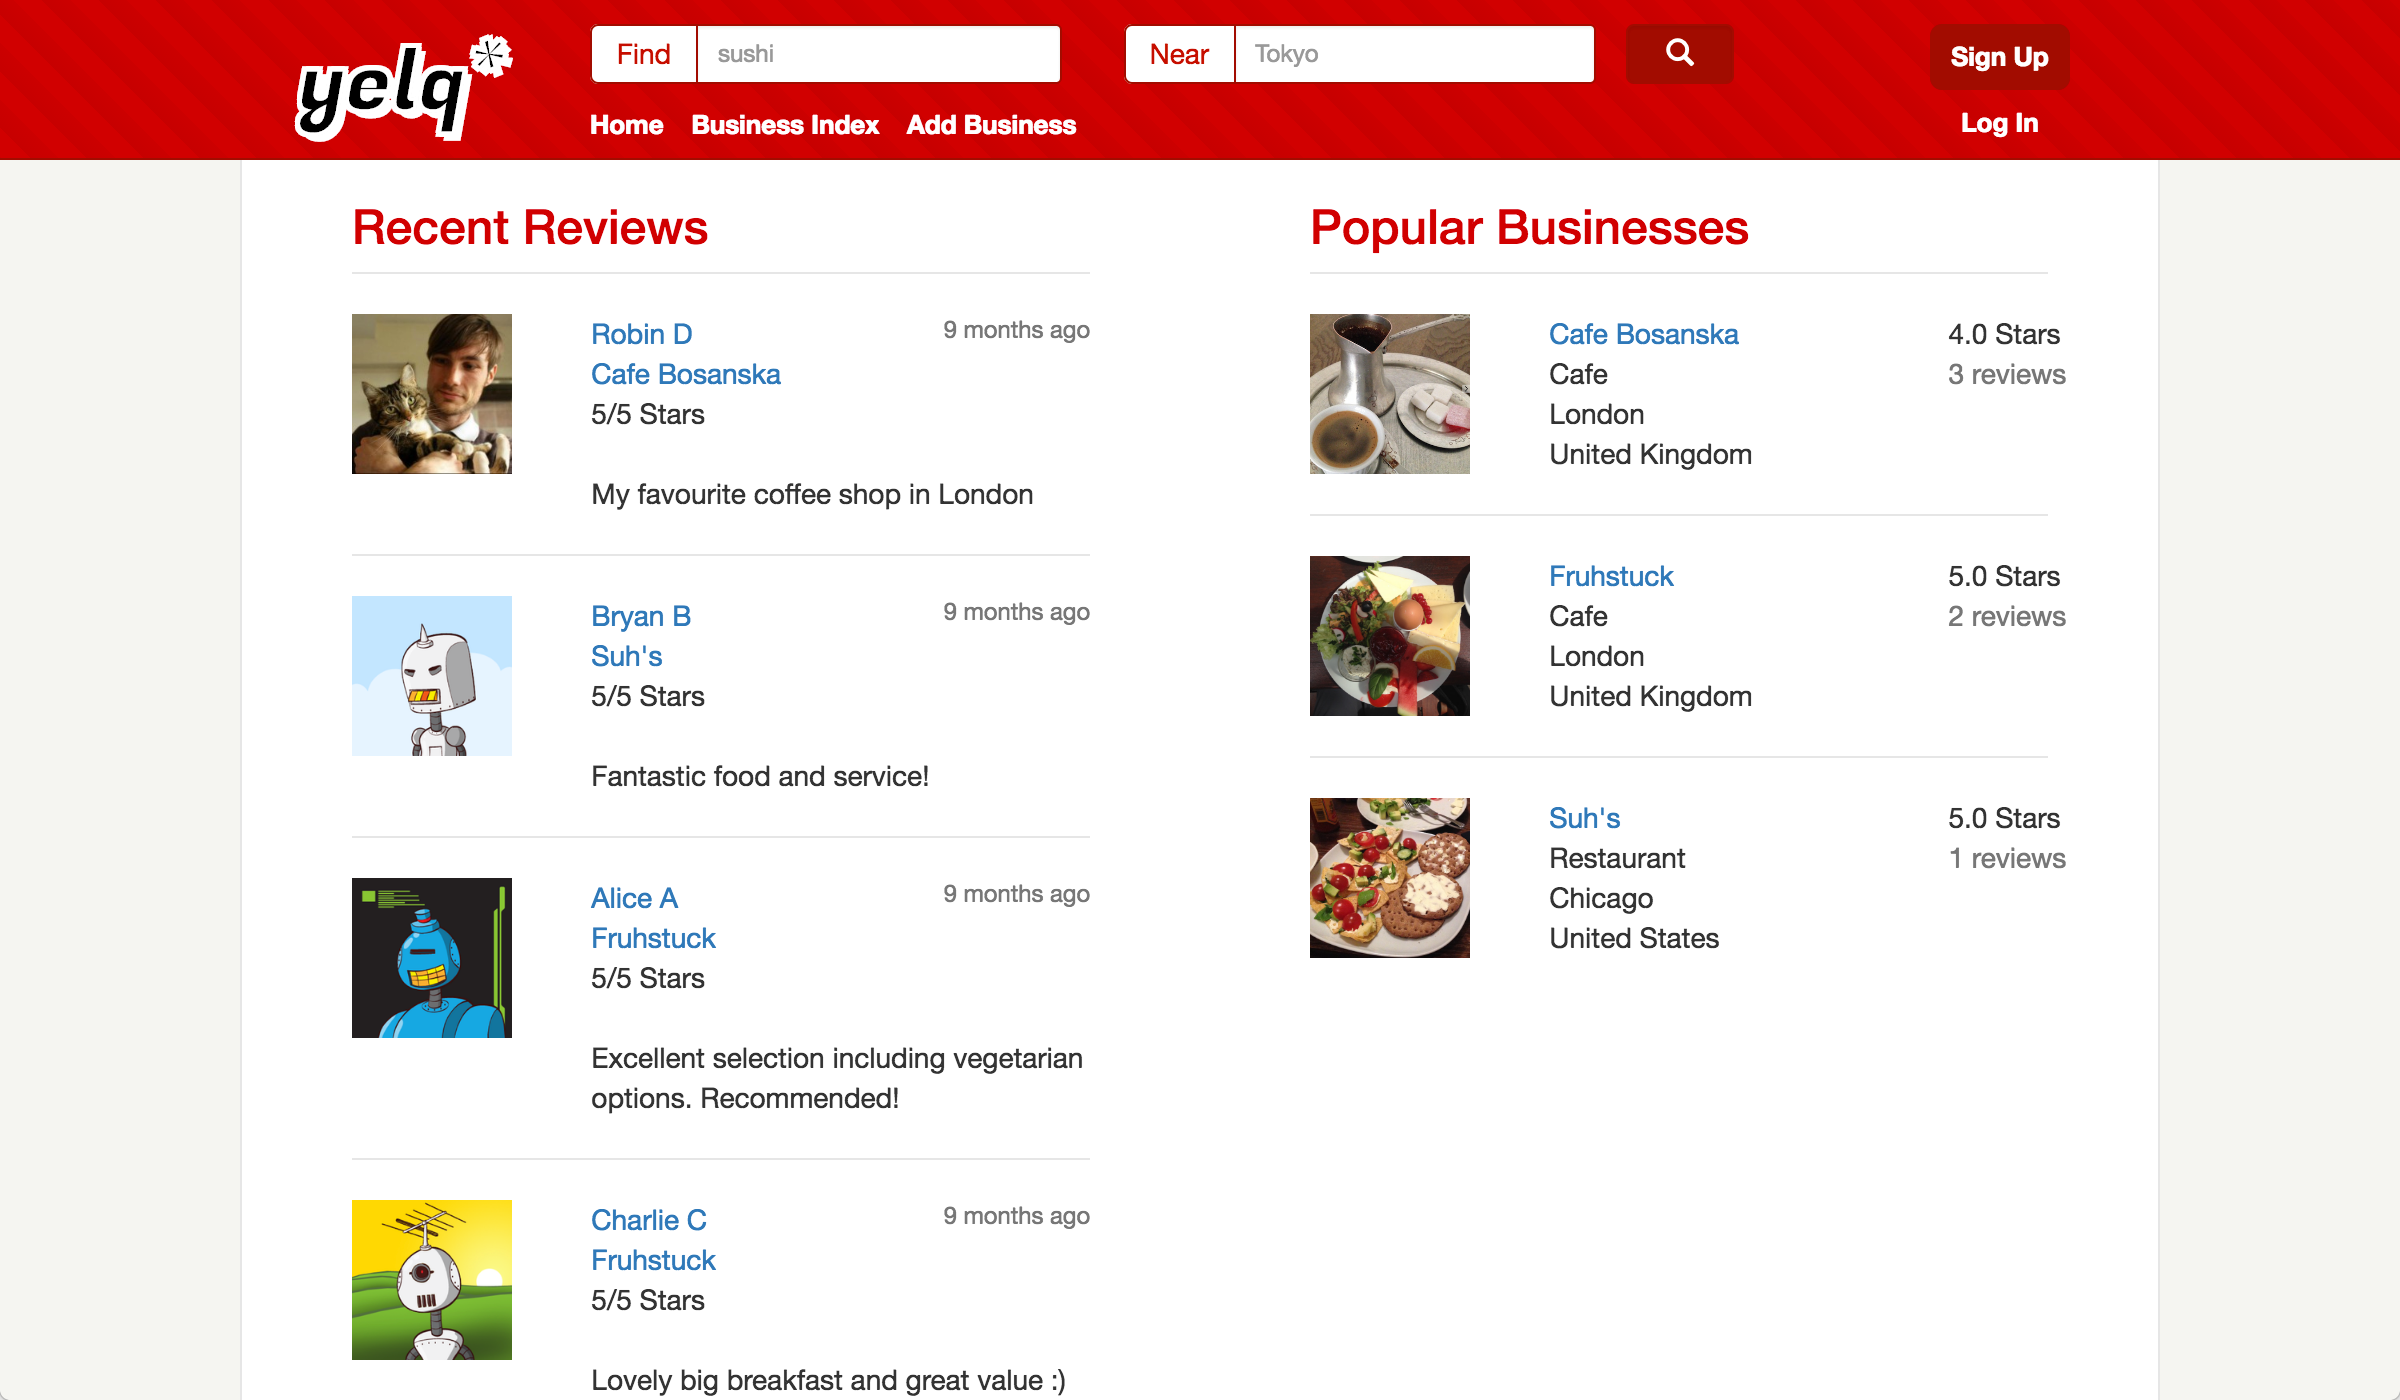 yelq
Find sushi
Near Tokyo
Sign Up
Home Business Index Add Business
Log In
Recent Reviews
Robin D 9 months ago
Cafe Bosanska
5/5 Stars
My favourite coffee shop in London
Bryan B 9 months ago
Suh's
5/5 Stars
Fantastic food and service!
Alice A 9 months ago
Fruhstuck
5/5 Stars
Excellent selection including vegetarian
options. Recommended!
Charlie C 9 months ago
Fruhstuck
5/5 Stars
Lovely big breakfast and great value :)
Popular Businesses
Cafe Bosanska 4.0 Stars
Cafe 3 reviews
London
United Kingdom
Fruhstuck 5.0 Stars
Cafe 2 reviews
London
United Kingdom
Suh's 5.0 Stars
Restaurant 1 reviews
Chicago
United States